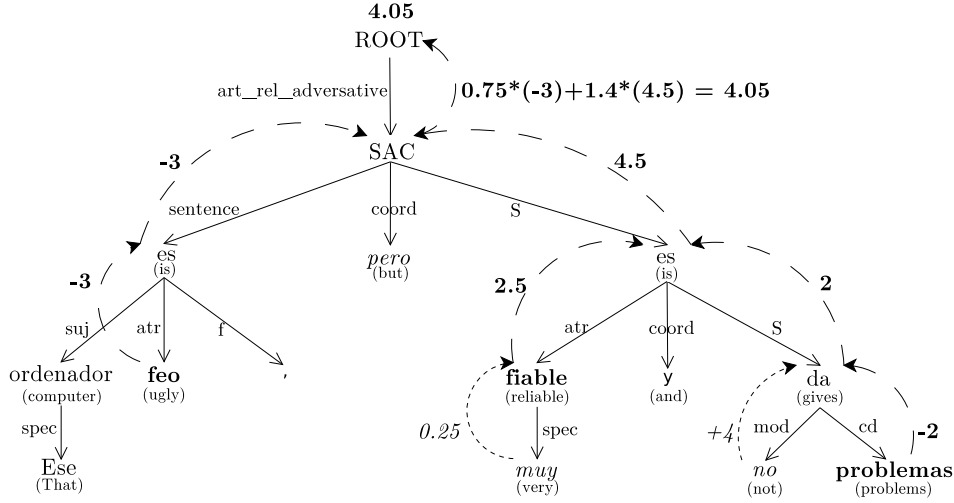 4.05
ROOT
art_rel_adversative
0.75*(-3)+1.4*(4.5) = 4.05
SAC
-3
4.5
sentence
coord
S
es
(is)
pero
(but)
es
(is)
-3
2.5
2
suj
atr
f
atr
coord
S
ordenador
(computer)
feo
(ugly)
,
fiable
(reliable)
y
(and)
da
(gives)
spec
0.25
spec
+4
mod
cd
-2
Ese
(That)
muy
(very)
no
(not)
problemas
(problems)